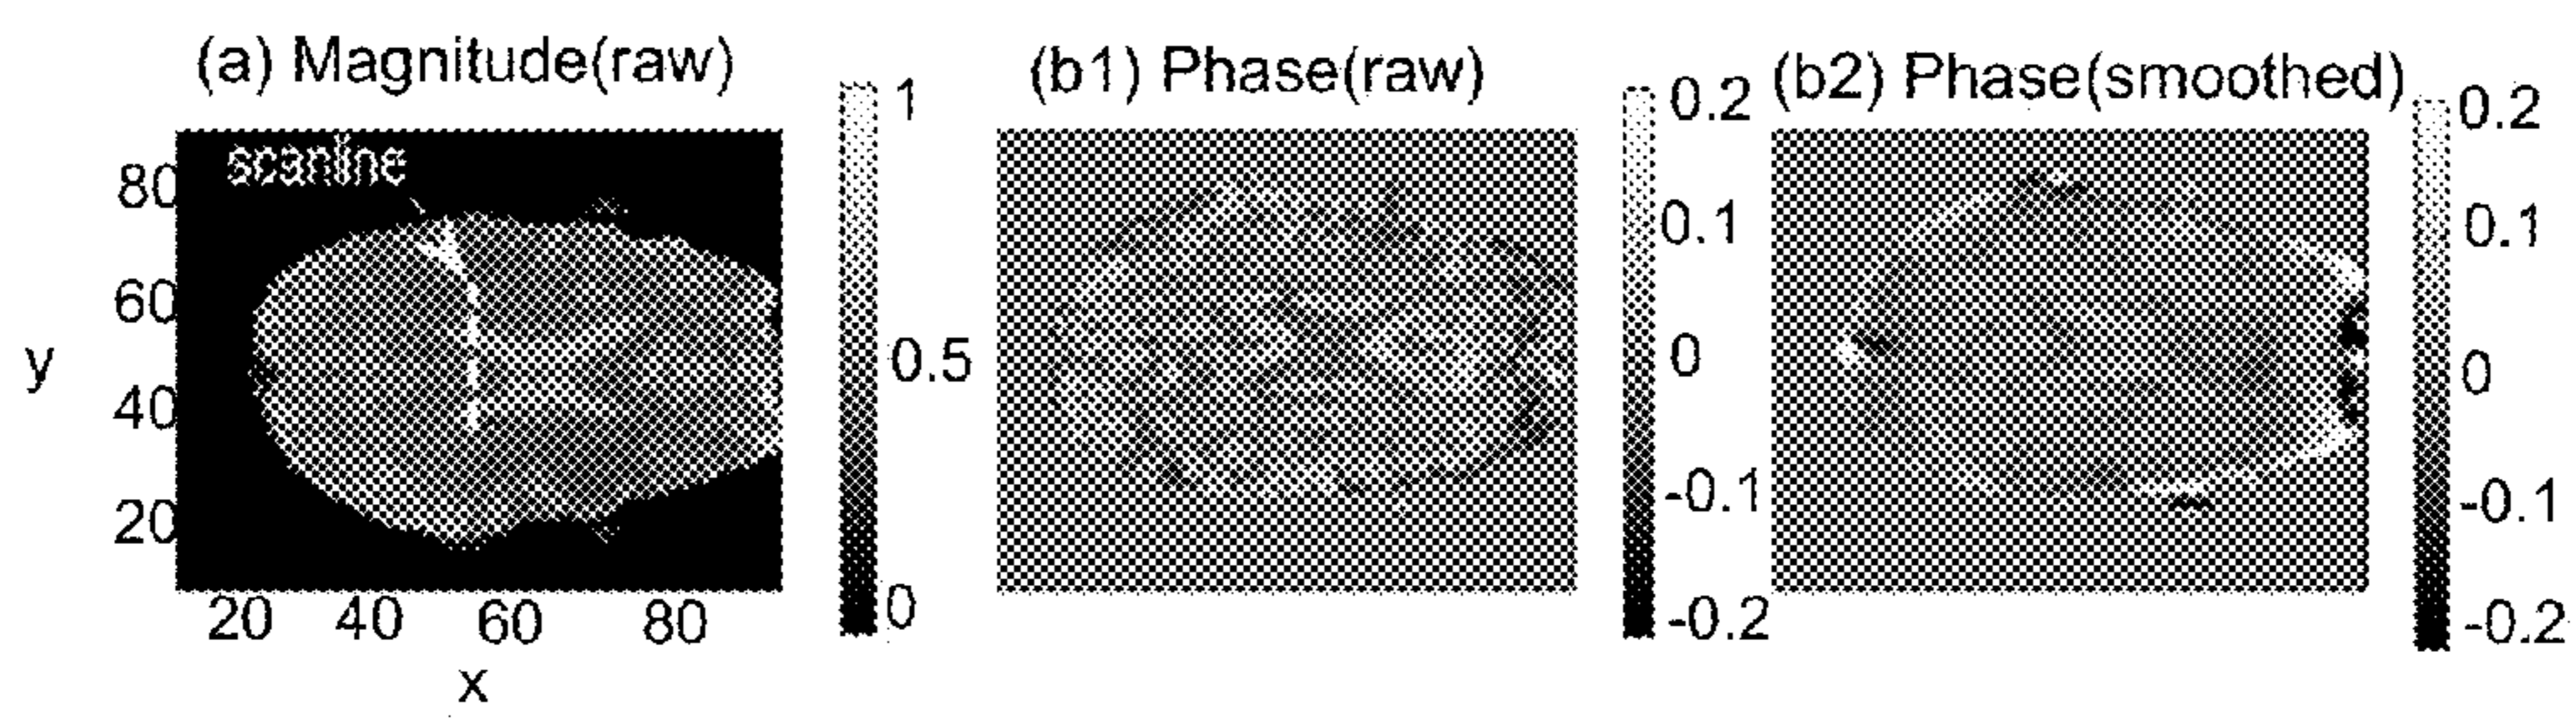 (a) Magnitude(raw)
(b1) Phase(raw)
(b2) Phase(smoothed)
scanline
80
60
40
20
y
20 40 60 80
x
1
0.5
0
0.2
0.1
0
-0.1
-0.2
0.2
0.1
0
-0.1
-0.2